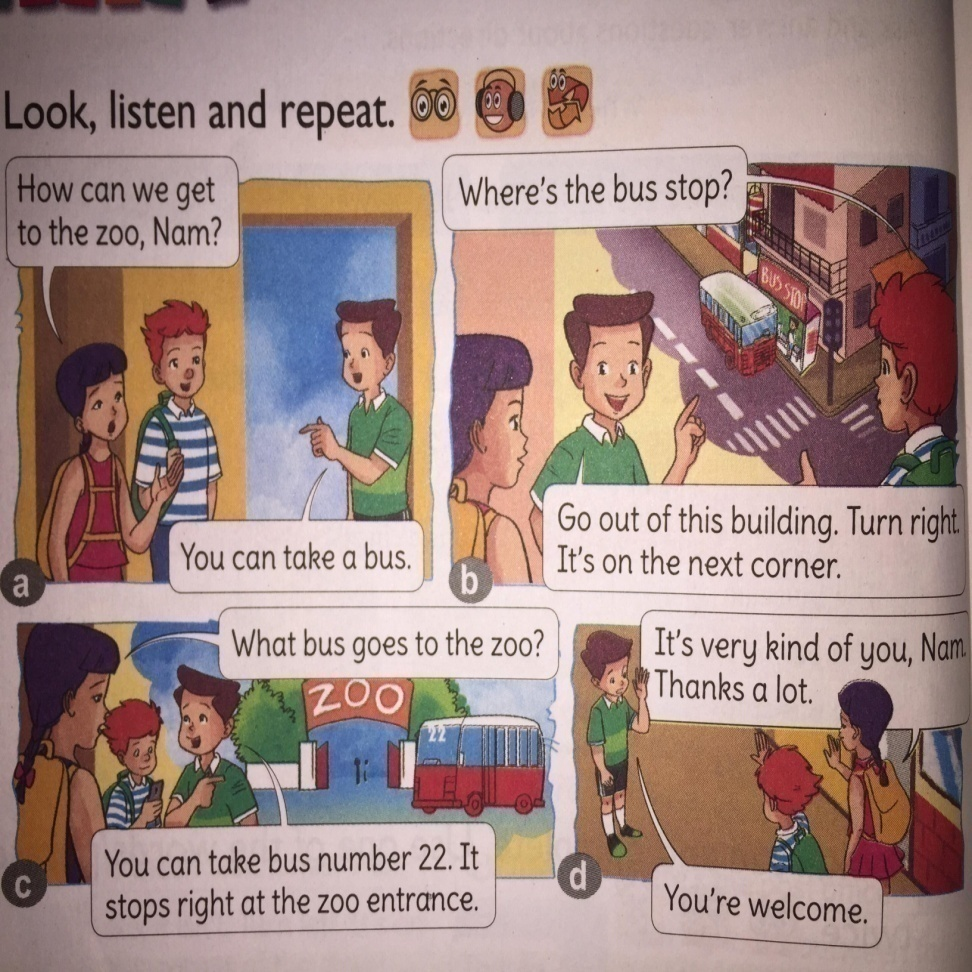 Look, listen and repeat.
How can we get
to the zoo, Nam?
You can take a bus.
a
Where's the bus stop?
BUS STOP
Go out of this building. Turn right.
It's on the next corner.
b
What bus goes to the zoo?
ZOO
22
You can take bus number 22. It
stops right at the zoo entrance.
c
It's very kind of you, Nam.
Thanks a lot.
You're welcome.
d